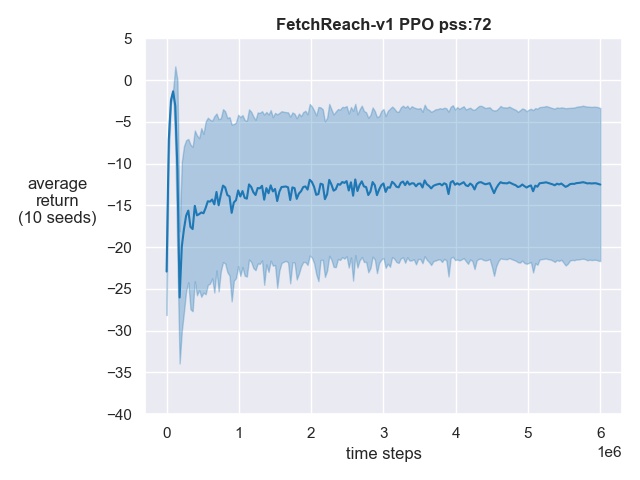 FetchReach-v1 PPO pss:72
5
0
−5
−10
−15
−20
−25
−30
−35
−40
average
return
(10 seeds)
0 1 2 3 4 5 6
1e6
time steps